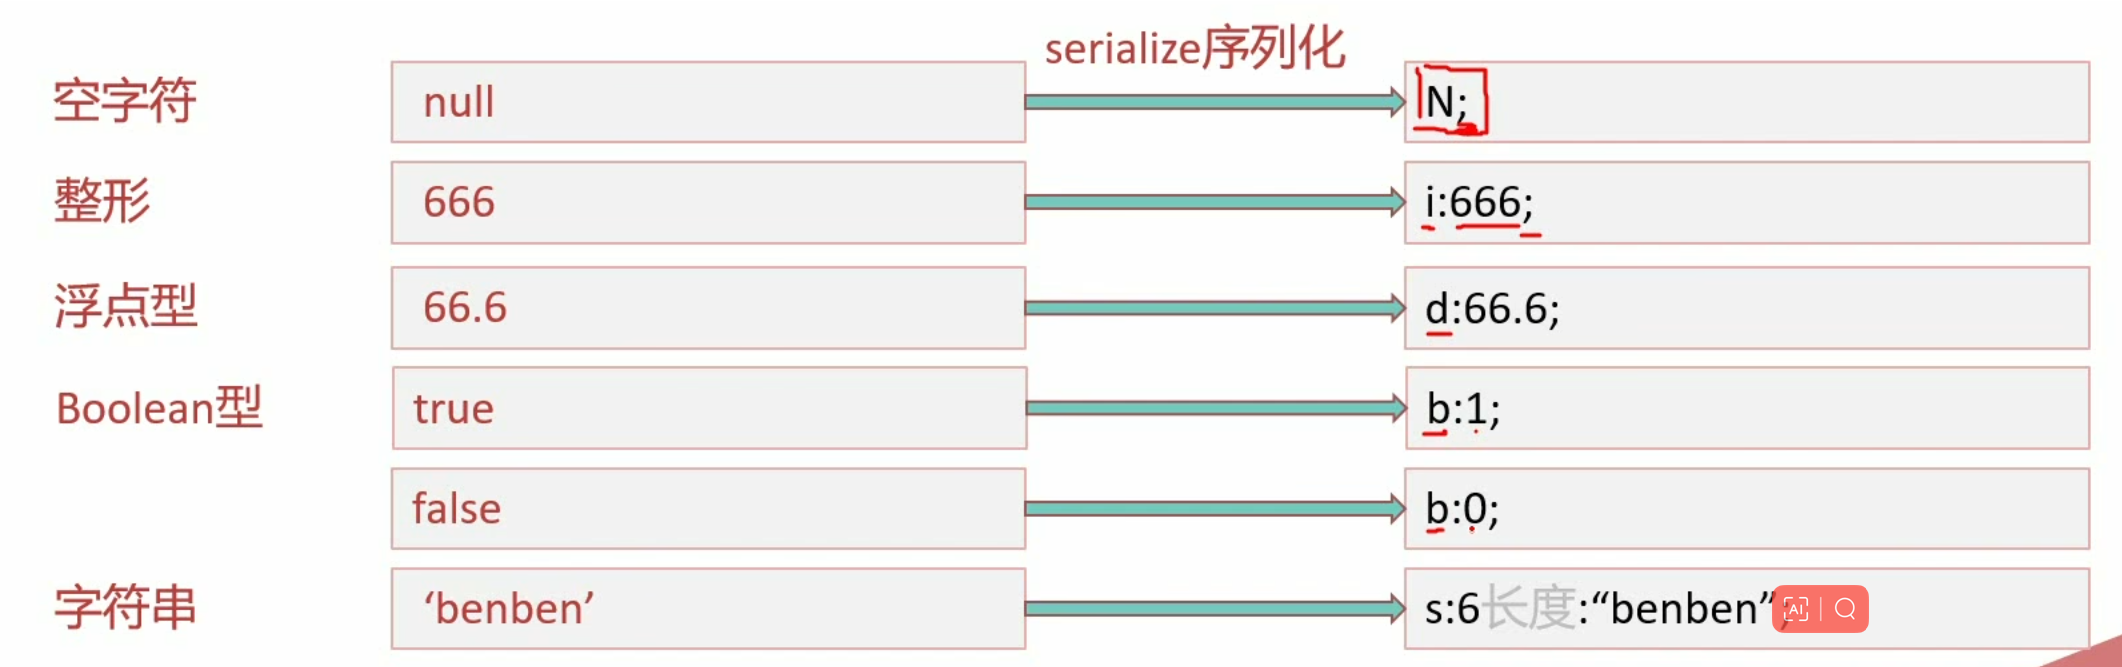 serialize序列化
空字符 null N;
整形 666 i:666;
浮点型 66.6 d:66.6;
Boolean型 true b:1;
false b:0;
字符串 ‘benben’ s:6长度:“benben”;
AI